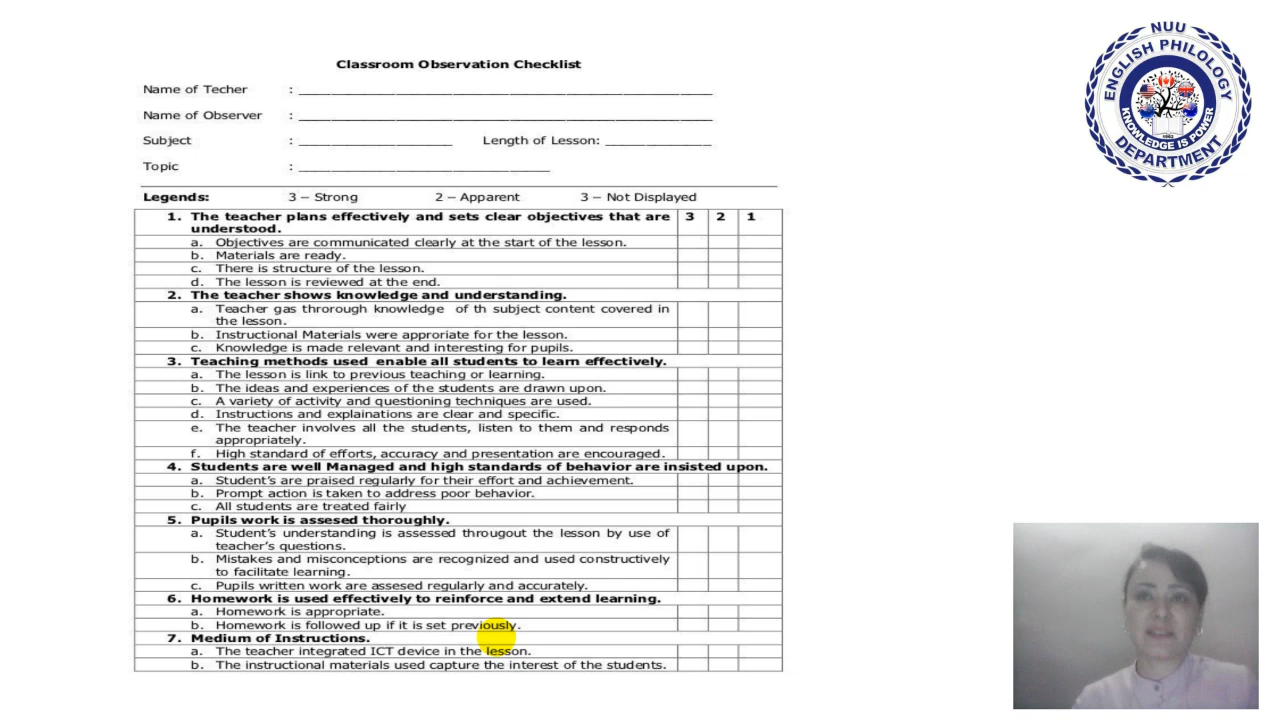 NUU
ENGLISH PHILOLOGY
KNOWLEDGE IS POWER
DEPARTMENT
Classroom Observation Checklist
Name of Techer : ____________________
Name of Observer : ____________________
Subject : ____________________ Length of Lesson: ____________________
Topic : ____________________
Legends: 3 – Strong 2 – Apparent 3 – Not Displayed
1. The teacher plans effectively and sets clear objectives that are 3 2 1
understood.
a. Objectives are communicated clearly at the start of the lesson.
b. Materials are ready.
c. There is structure of the lesson.
d. The lesson is reviewed at the end.
2. The teacher shows knowledge and understanding.
a. Teacher gas throrough knowledge of th subject content covered in
the lesson.
b. Instructional Materials were approriate for the lesson.
c. Knowledge is made relevant and interesting for pupils.
3. Teaching methods used enable all students to learn effectively.
a. The lesson is link to previous teaching or learning.
b. The ideas and experiences of the students are drawn upon.
c. A variety of activity and questioning techniques are used.
d. Instructions and explainations are clear and specific.
e. The teacher involves all the students, listen to them and responds
appropriately.
f. High standard of efforts, accuracy and presentation are encouraged.
4. Students are well Managed and high standards of behavior are insisted upon.
a. Student's are praised regularly for their effort and achievement.
b. Prompt action is taken to address poor behavior.
c. All students are treated fairly
5. Pupils work is assesed thoroughly.
a. Student's understanding is assessed througout the lesson by use of
teacher's questions.
b. Mistakes and misconceptions are recognized and used constructively
to facilitate learning.
c. Pupils written work are assesed regularly and accurately.
6. Homework is used effectively to reinforce and extend learning.
a. Homework is appropriate.
b. Homework is followed up if it is set previously.
7. Medium of Instructions.
a. The teacher integrated ICT device in the lesson.
b. The instructional materials used capture the interest of the students.